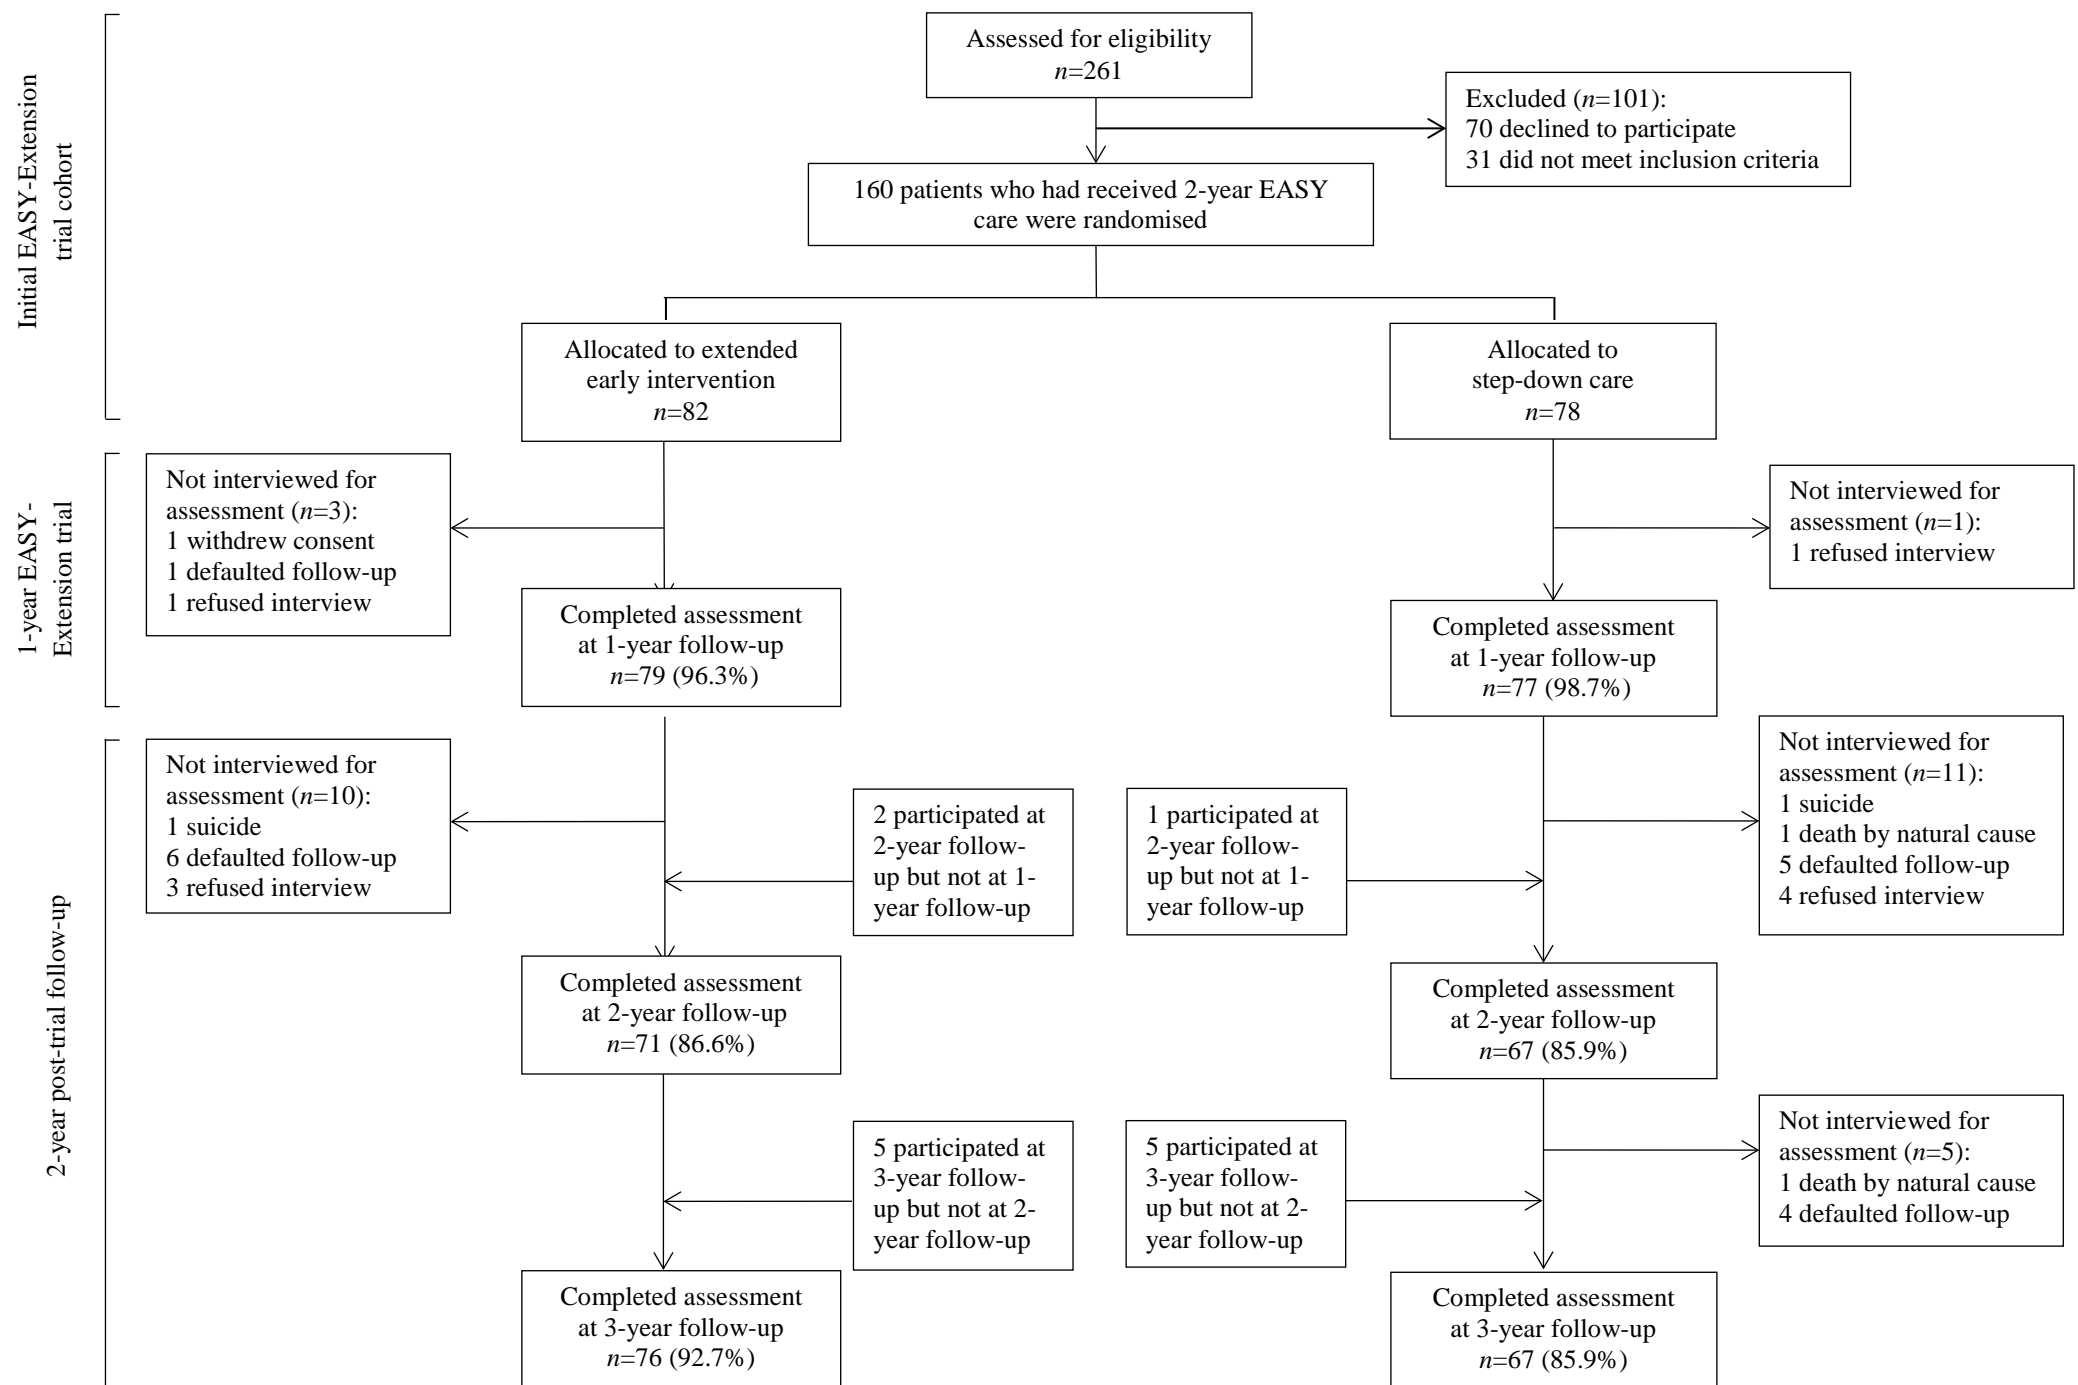 Assessed for eligibility
n=261
Excluded (n=101):
70 declined to participate
31 did not meet inclusion criteria
160 patients who had received 2-year EASY
care were randomised
Initial EASY-Extension
trial cohort
Allocated to extended
early intervention
n=82
Allocated to
step-down care
n=78
1-year EASY-
Extension trial
Not interviewed for
assessment (n=3):
1 withdrew consent
1 defaulted follow-up
1 refused interview
Not interviewed for
assessment (n=1):
1 refused interview
Completed assessment
at 1-year follow-up
n=79 (96.3%)
Completed assessment
at 1-year follow-up
n=77 (98.7%)
2-year post-trial follow-up
Not interviewed for
assessment (n=10):
1 suicide
6 defaulted follow-up
3 refused interview
2 participated at
2-year follow-
up but not at 1-
year follow-up
1 participated at
2-year follow-
up but not at 1-
year follow-up
Not interviewed for
assessment (n=11):
1 suicide
1 death by natural cause
5 defaulted follow-up
4 refused interview
Completed assessment
at 2-year follow-up
n=71 (86.6%)
Completed assessment
at 2-year follow-up
n=67 (85.9%)
5 participated at
3-year follow-
up but not at 2-
year follow-up
5 participated at
3-year follow-
up but not at 2-
year follow-up
Not interviewed for
assessment (n=5):
1 death by natural cause
4 defaulted follow-up
Completed assessment
at 3-year follow-up
n=76 (92.7%)
Completed assessment
at 3-year follow-up
n=67 (85.9%)